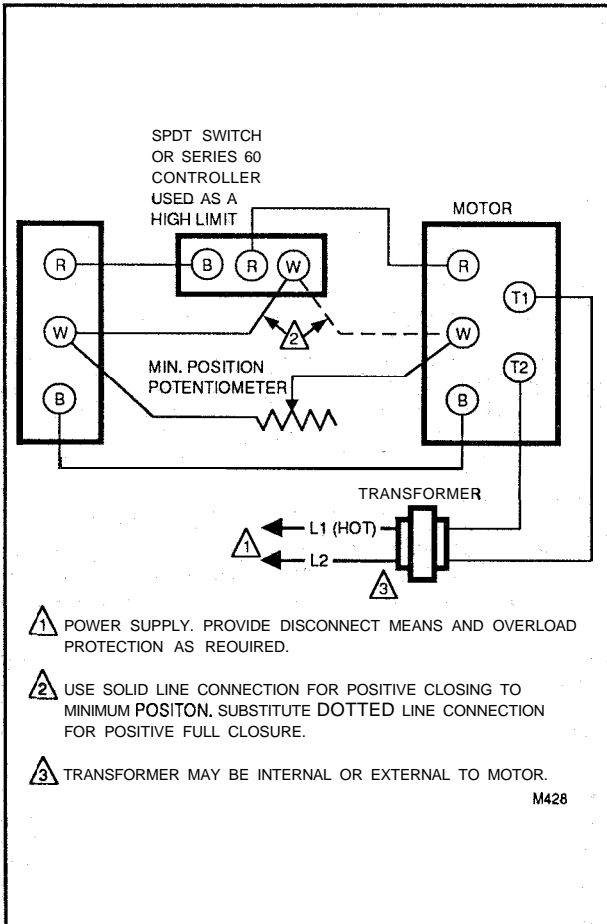 SPDT SWITCH
OR SERIES 60
CONTROLLER
USED AS A
HIGH LIMIT
MOTOR
R
B
R
W
R
T1
W
2
W
MIN. POSITION
POTENTIOMETER
T2
B
B
TRANSFORMER
1
L1 (HOT)
L2
3
1 POWER SUPPLY. PROVIDE DISCONNECT MEANS AND OVERLOAD
PROTECTION AS REOUIRED.
2 USE SOLID LINE CONNECTION FOR POSITIVE CLOSING TO
MINIMUM POSITON. SUBSTITUTE DOTTED LINE CONNECTION
FOR POSITIVE FULL CLOSURE.
3 TRANSFORMER MAY BE INTERNAL OR EXTERNAL TO MOTOR.
M428